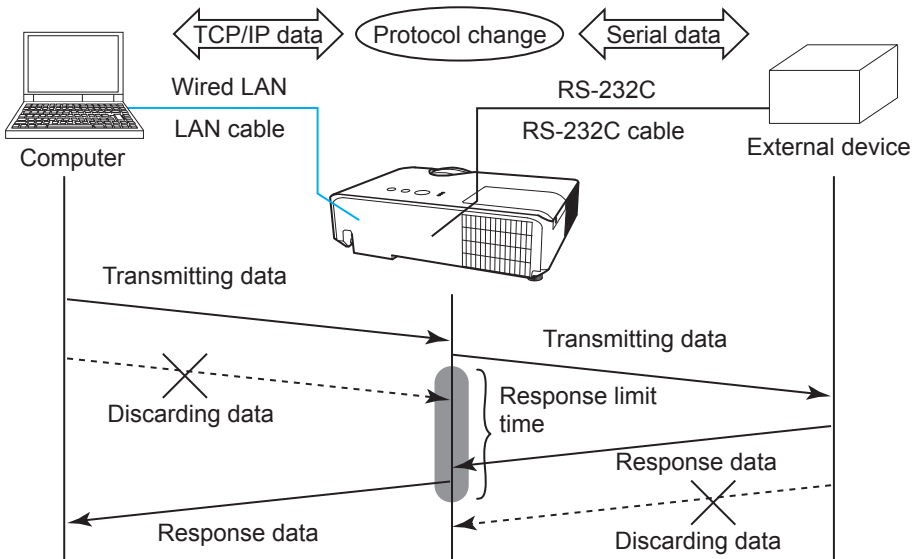 TCP/IP data
Protocol change
Serial data
Wired LAN
LAN cable
RS-232C
RS-232C cable
Computer
External device
Transmitting data
Transmitting data
Discarding data
Response limit
time
Response data
Response data
Discarding data